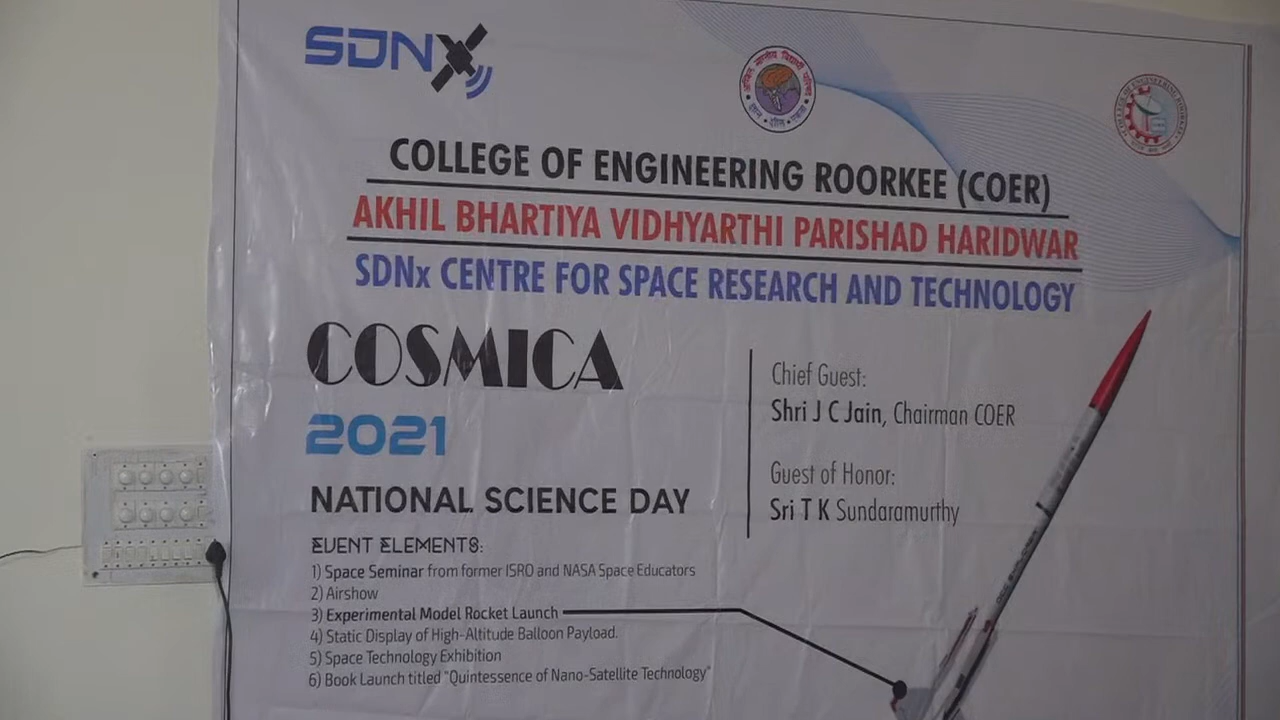 SDNX
COLLEGE OF ENGINEERING ROORKEE (COER)
AKHIL BHARTIYA VIDHYARTHI PARISHAD HARIDWAR
SDNx CENTRE FOR SPACE RESEARCH AND TECHNOLOGY
COSMICA
2021
NATIONAL SCIENCE DAY
Chief Guest:
Shri J C Jain, Chairman COER
Guest of Honor:
Sri T K Sundaramurthy
EVENT ELEMENTS:
1) Space Seminar from former ISRO and NASA Space Educators
2) Airshow
3) Experimental Model Rocket Launch
4) Static Display of High-Altitude Balloon Payload.
5) Space Technology Exhibition
6) Book Launch titled "Quintessence of Nano-Satellite Technology"